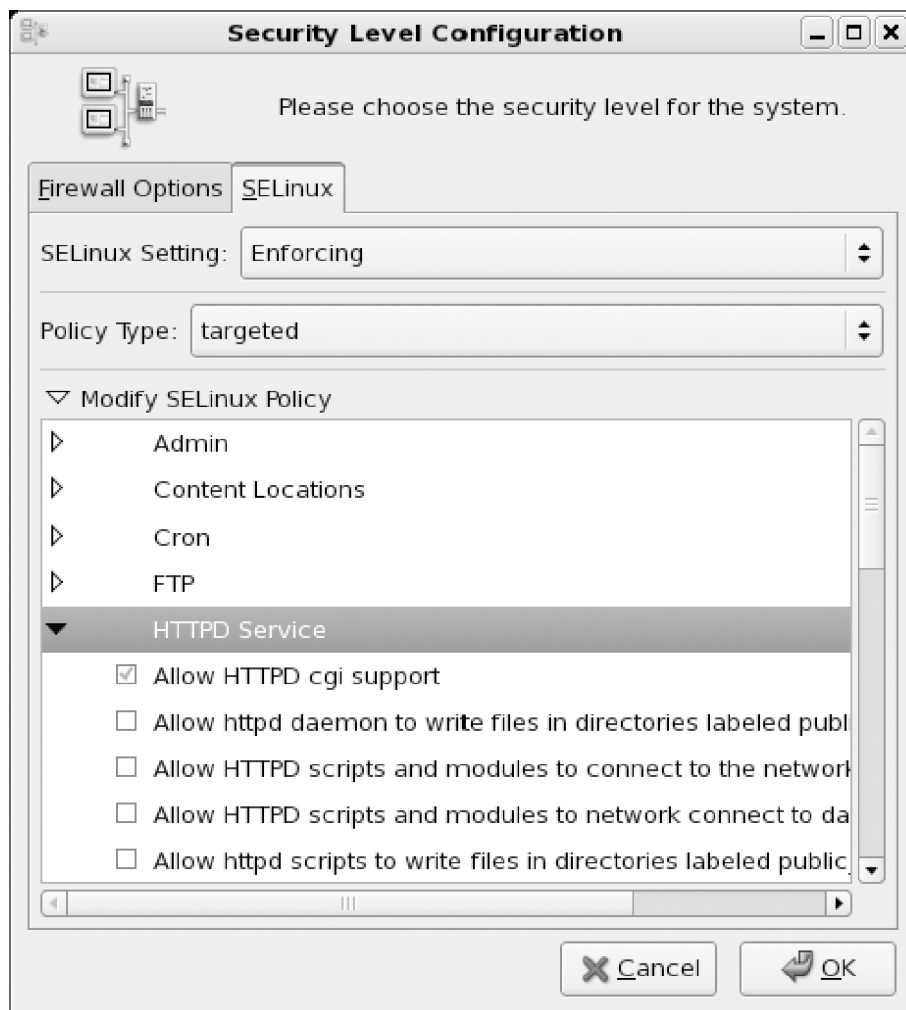 Security Level Configuration
Please choose the security level for the system.
Firewall Options
SELinux
SELinux Setting: Enforcing
Policy Type: targeted
Modify SELinux Policy
Admin
Content Locations
Cron
FTP
HTTPD Service
Allow HTTPD cgi support
Allow httpd daemon to write files in directories labeled publ
Allow HTTPD scripts and modules to connect to the network
Allow HTTPD scripts and modules to network connect to da
Allow httpd scripts to write files in directories labeled public_
Cancel
OK